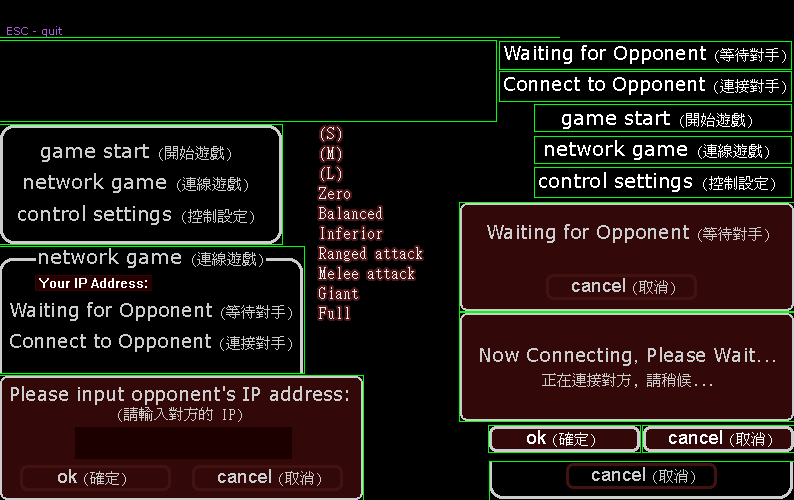 ESC - quit
Waiting for Opponent (等待對手)
Connect to Opponent (連接對手)
game start (開始遊戲)
network game (連線遊戲)
control settings (控制設定)
game start (開始遊戲)
network game (連線遊戲)
control settings (控制設定)
(S)
(M)
(L)
Zero
Balanced
Inferior
Ranged attack
Melee attack
Giant
Full
Waiting for Opponent (等待對手)
cancel (取消)
network game (連線遊戲)
Your IP Address:
Waiting for Opponent (等待對手)
Connect to Opponent (連接對手)
Now Connecting, Please Wait...
正在連接對方, 請稍候...
Please input opponent's IP address:
(請輸入對方的 IP)
ok (確定)
cancel (取消)
ok (確定)
cancel (取消)
cancel (取消)